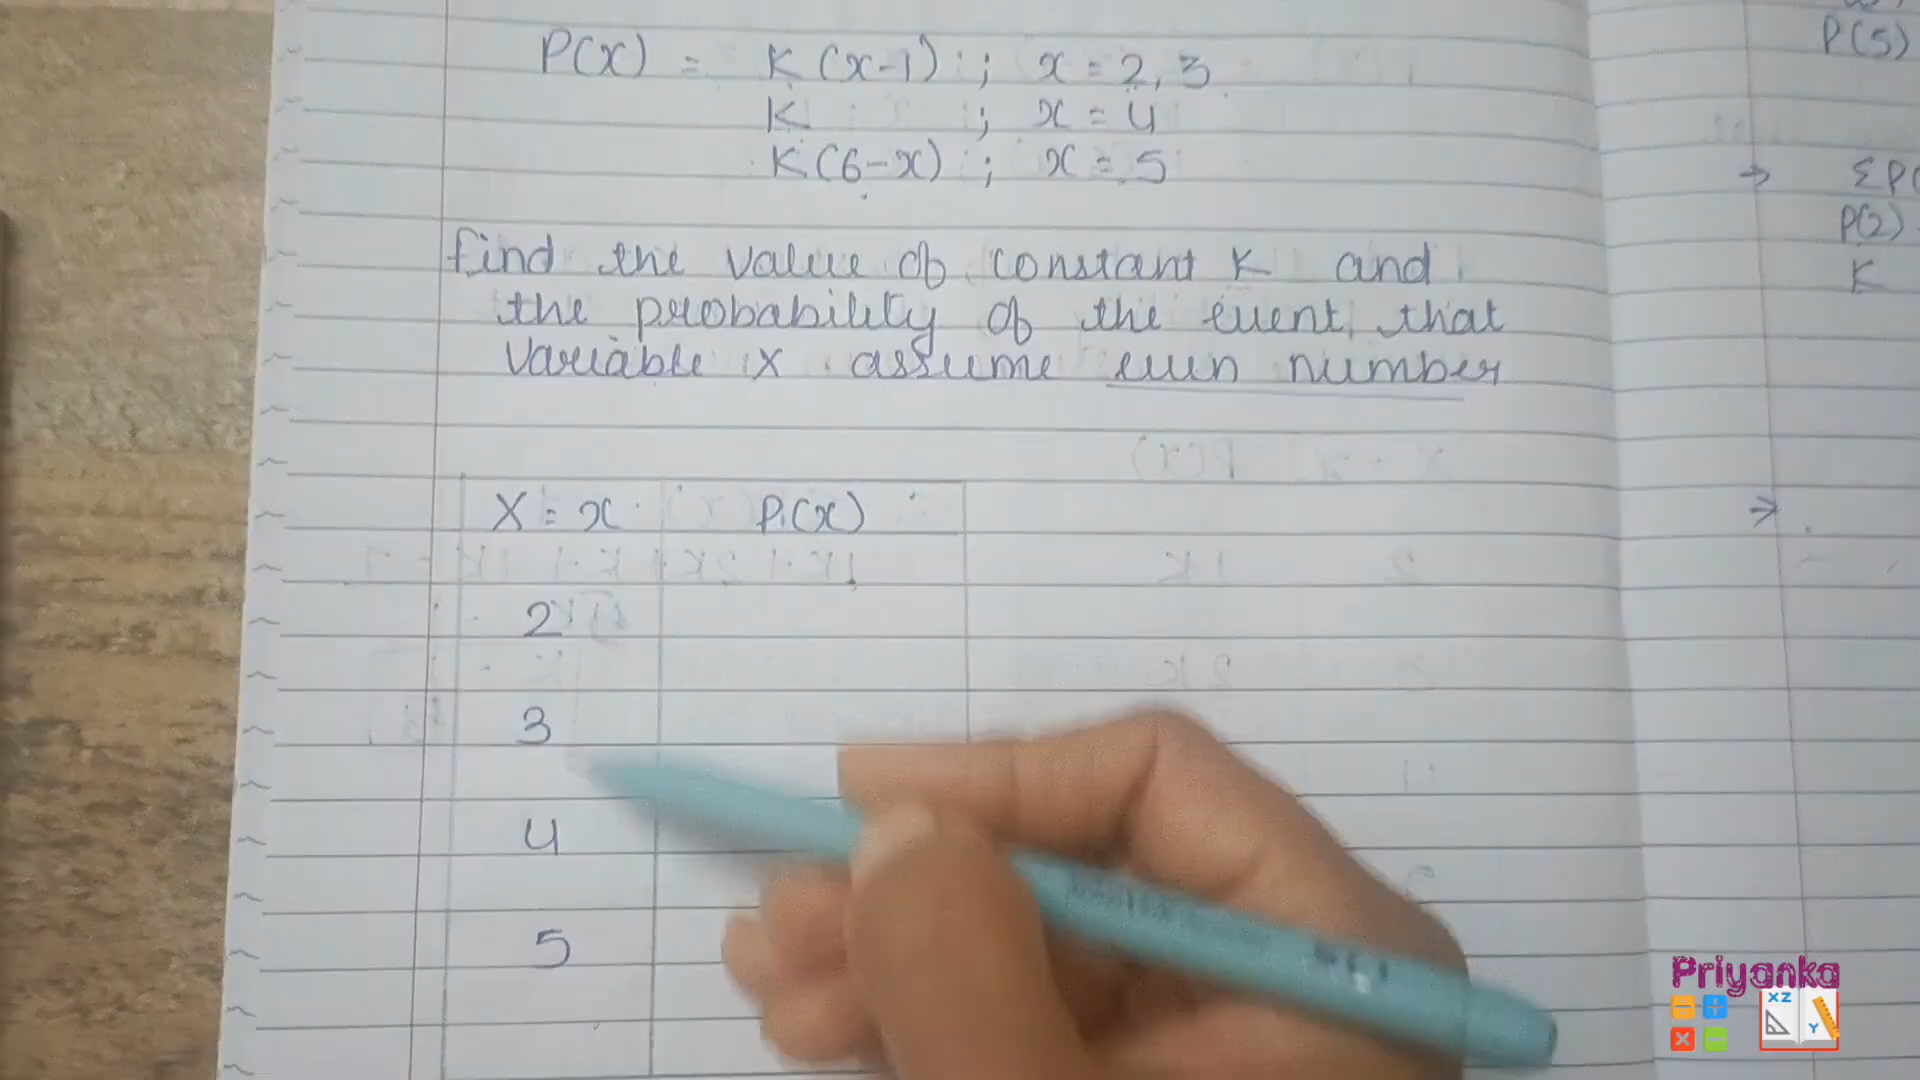 P(x) = K(x-1) ; x = 2, 3
K ; x = 4
K(6-x) ; x = 5
find the value of constant K and
the probability of the event that
variable x assume even number
X = x P(x)
2
3
4
5
P(5)
→ ΣP(
P(2)
K
→
Priyanka
XZ
Y